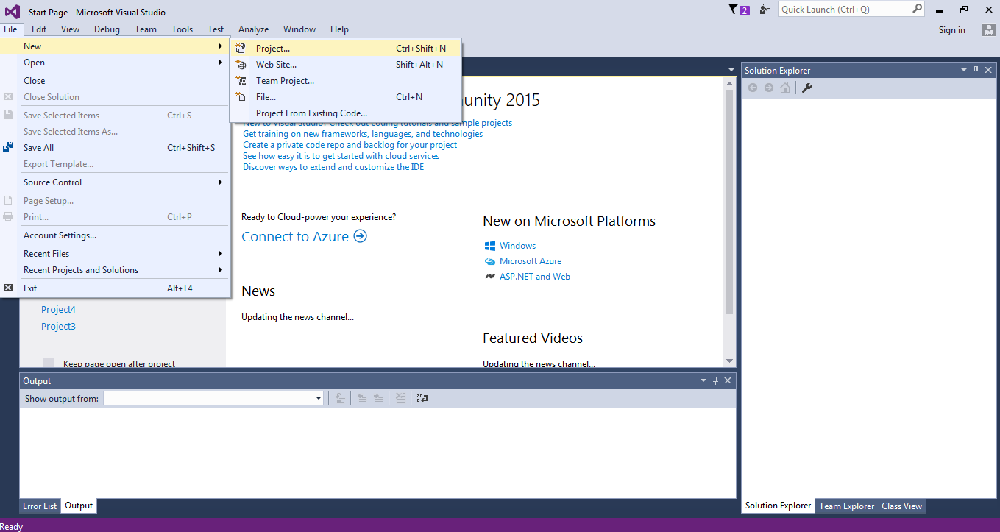 Start Page - Microsoft Visual Studio
2
Quick Launch (Ctrl+Q)
File Edit View Debug Team Tools Test Analyze Window Help
Sign in
New
Open
Close
Close Solution
Save Selected Items Ctrl+S
Save Selected Items As...
Save All Ctrl+Shift+S
Export Template...
Source Control
Page Setup...
Print... Ctrl+P
Account Settings...
Recent Files
Recent Projects and Solutions
Exit Alt+F4
Project... Ctrl+Shift+N
Web Site... Shift+Alt+N
Team Project...
File... Ctrl+N
Project From Existing Code...
unity 2015
New to Visual Studio? Check out coding tutorials and sample projects
Get training on new frameworks, languages, and technologies
Create a private code repo and backlog for your project
See how easy it is to get started with cloud services
Discover ways to extend and customize the IDE
Ready to Cloud-power your experience?
Connect to Azure
News
Updating the news channel...
New on Microsoft Platforms
Windows
Microsoft Azure
ASP.NET and Web
Featured Videos
Updating the news channel...
Project4
Project3
Keep page open after project
Solution Explorer
Output
Show output from:
Error List Output
Solution Explorer Team Explorer Class View
Ready